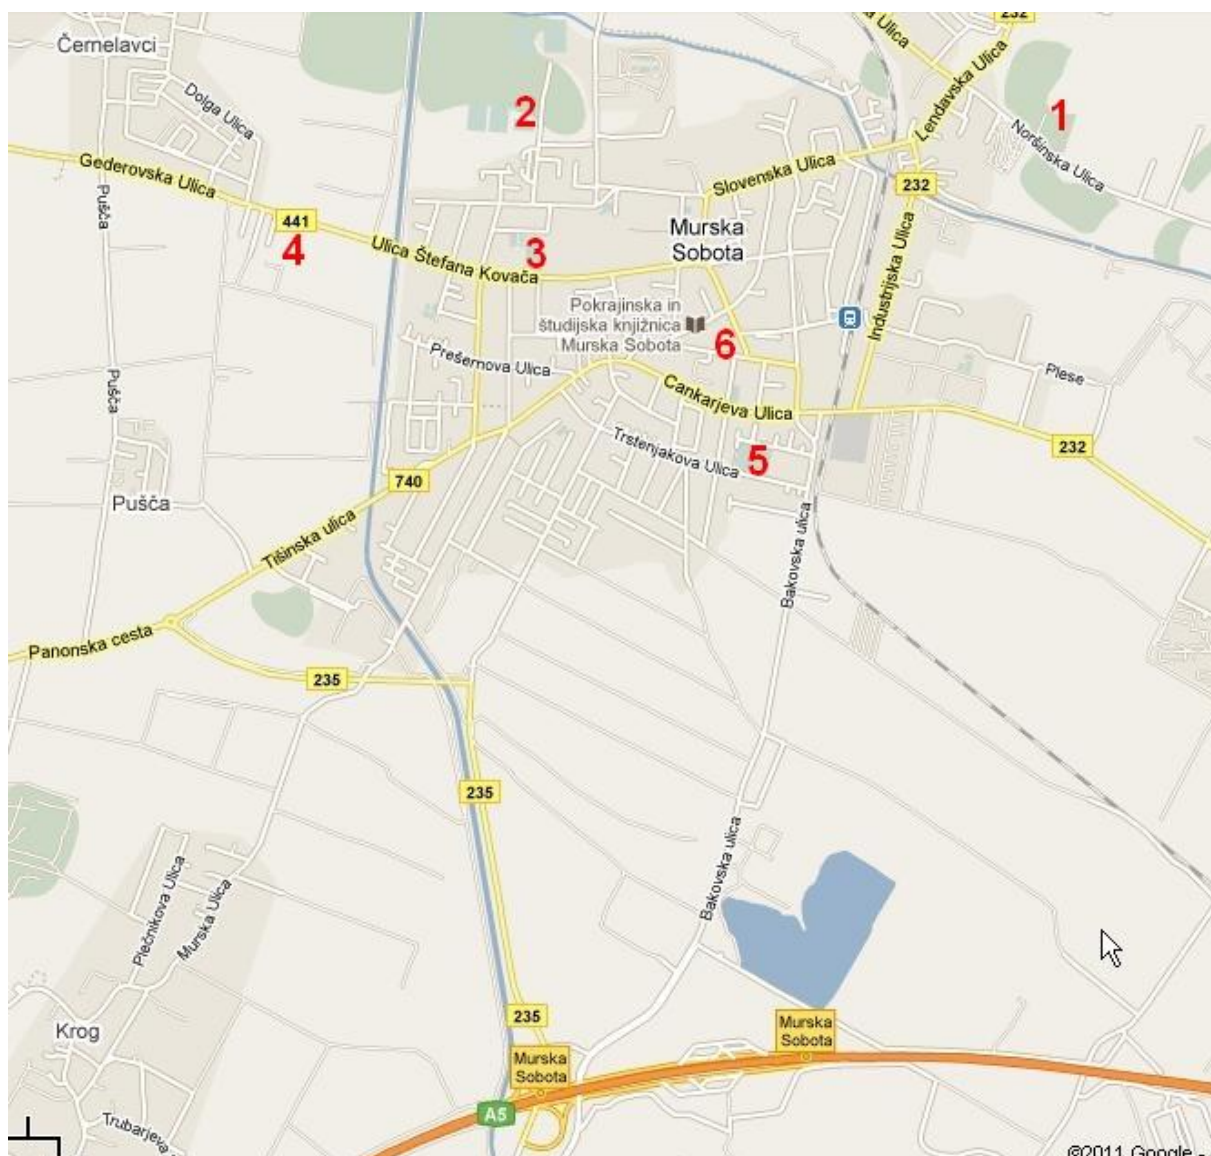 232
a Ulica
Černelavci
Lendavska Ulica
1
2
Dolga Ulica
Noršinska Ulica
Gederovska Ulica
Slovenska Ulica
232
Pušča
441
Murska
Sobota
4
Ulica Štefana Kovača
3
Industrijska Ulica
Pokrajinska in
študijska knjižnica
Murska Sobota
6
Prešernova Ulica
Plese
Pušča
Cankarjeva Ulica
Trstenjakova Ulica
5
232
740
Pušča
Tišinska ulica
Bakovska ulica
Panonska cesta
235
235
Bakovska ulica
Plečnikova Ulica
Murska Ulica
235
Murska
Sobota
Krog
Murska
Sobota
A5
Trubarjeva
©2011 Google -